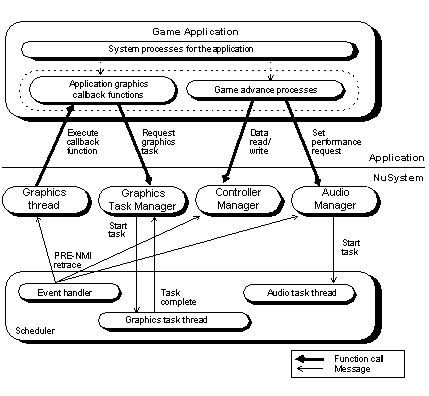 Game Application
System processes for the application
Application graphics
callback functions
Game advance processes
Execute
callback
function
Request
graphics
task
Data
read/
write
Set
performance
request
Application
NuSystem
Graphics
thread
Graphics
Task Manager
Controller
Manager
Audio
Manager
Start
task
Start
task
PRE-NMI
retrace
Event handler
Task
complete
Audio task thread
Graphics task thread
Scheduler
Function call
Message